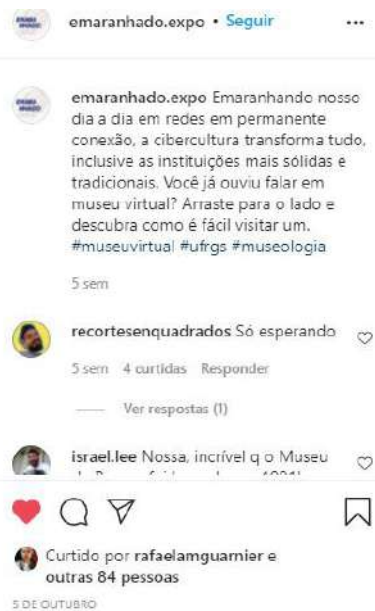 emaranhado.expo • Seguir
emaranhado.expo Emaranhando nosso
dia a dia em redes em permanente
conexão, a cibercultura transforma tudo,
inclusive as instituições mais sólidas e
tradicionais. Você já ouviu falar em
museu virtual? Arraste para o lado e
descubra como é fácil visitar um.
#museuvirtual #ufrgs #museologia
5 sem
recortesenquadrados Só esperando
5 sem 4 curtidas Responder
Ver respostas (1)
israel.lee Nossa, incrível q o Museu
Curtido por rafaelamguarnier e
outras 84 pessoas
5 DE OUTUBRO